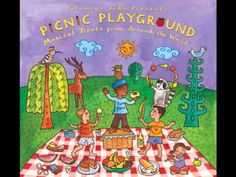 Putumayo Kids Presents
PICNIC PLAYGROUND
Musical Treats from Around the World